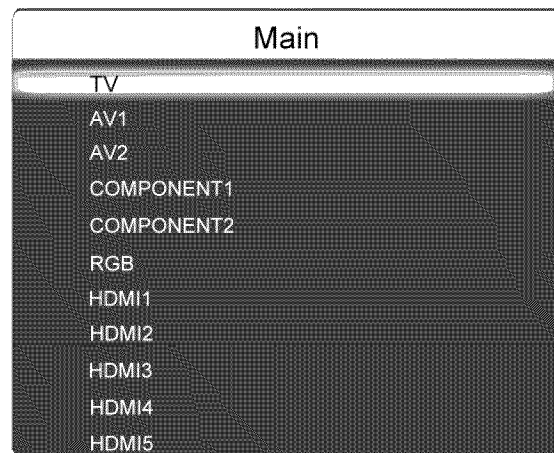 Main
TV
AV1
AV2
COMPONENT1
COMPONENT2
RGB
HDMI1
HDMI2
HDMI3
HDMI4
HDMI5